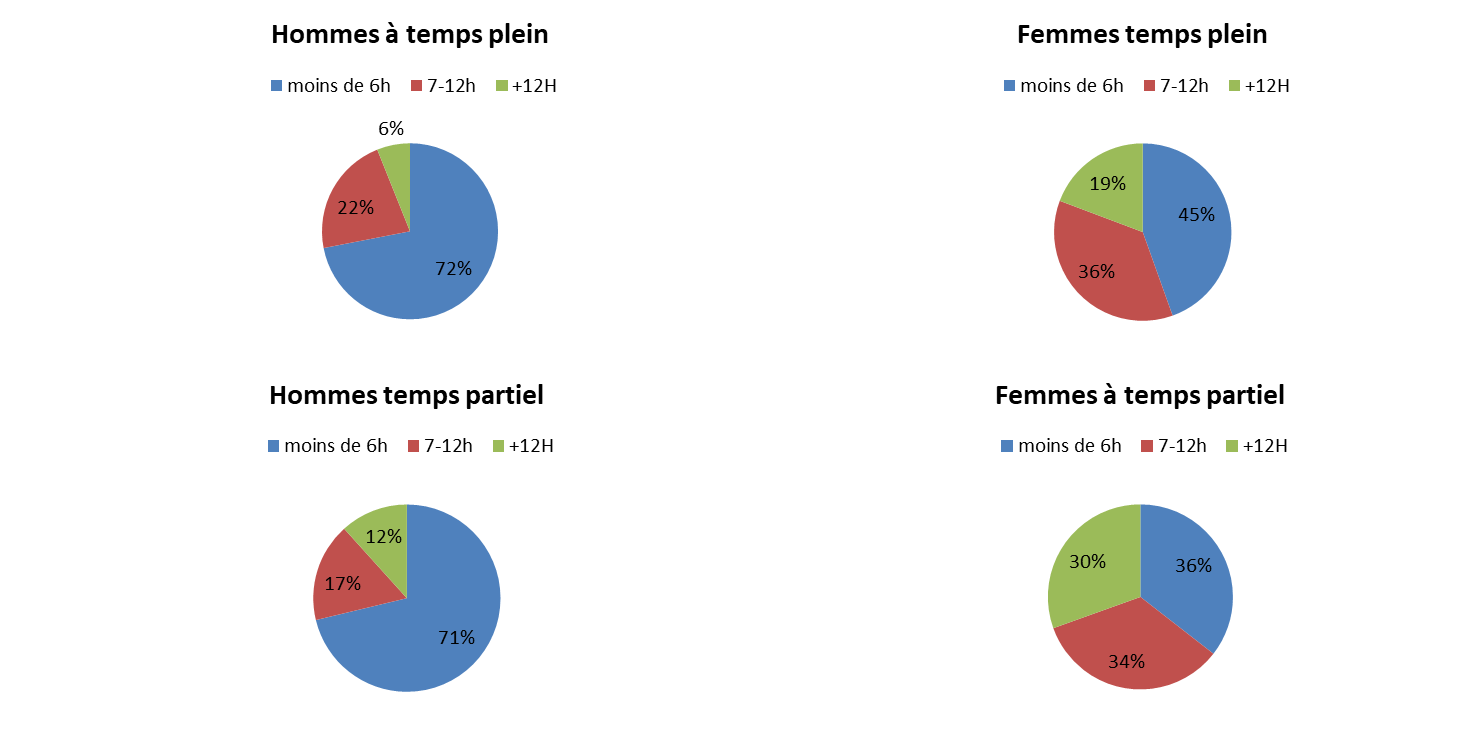 Hommes à temps plein
moins de 6h 7-12h +12H
6%
22%
72%
Femmes temps plein
moins de 6h 7-12h +12H
19%
45%
36%
Hommes temps partiel
moins de 6h 7-12h +12H
12%
17%
71%
Femmes à temps partiel
moins de 6h 7-12h +12H
30%
36%
34%